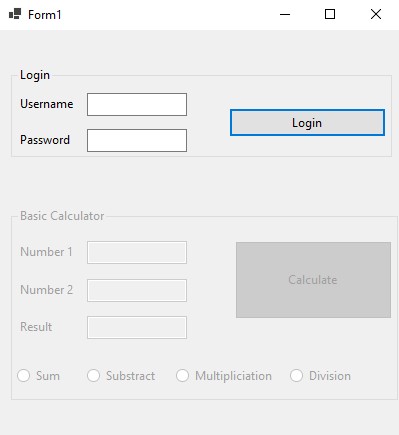 Form1
Login
Username
Login
Password
Basic Calculator
Number 1
Calculate
Number 2
Result
Sum Substract Multipliciation Division